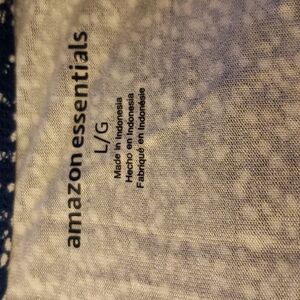 amazon essentials
L/G
Made in Indonesia
Hecho en Indonesia
Fabriqué en Indonésie